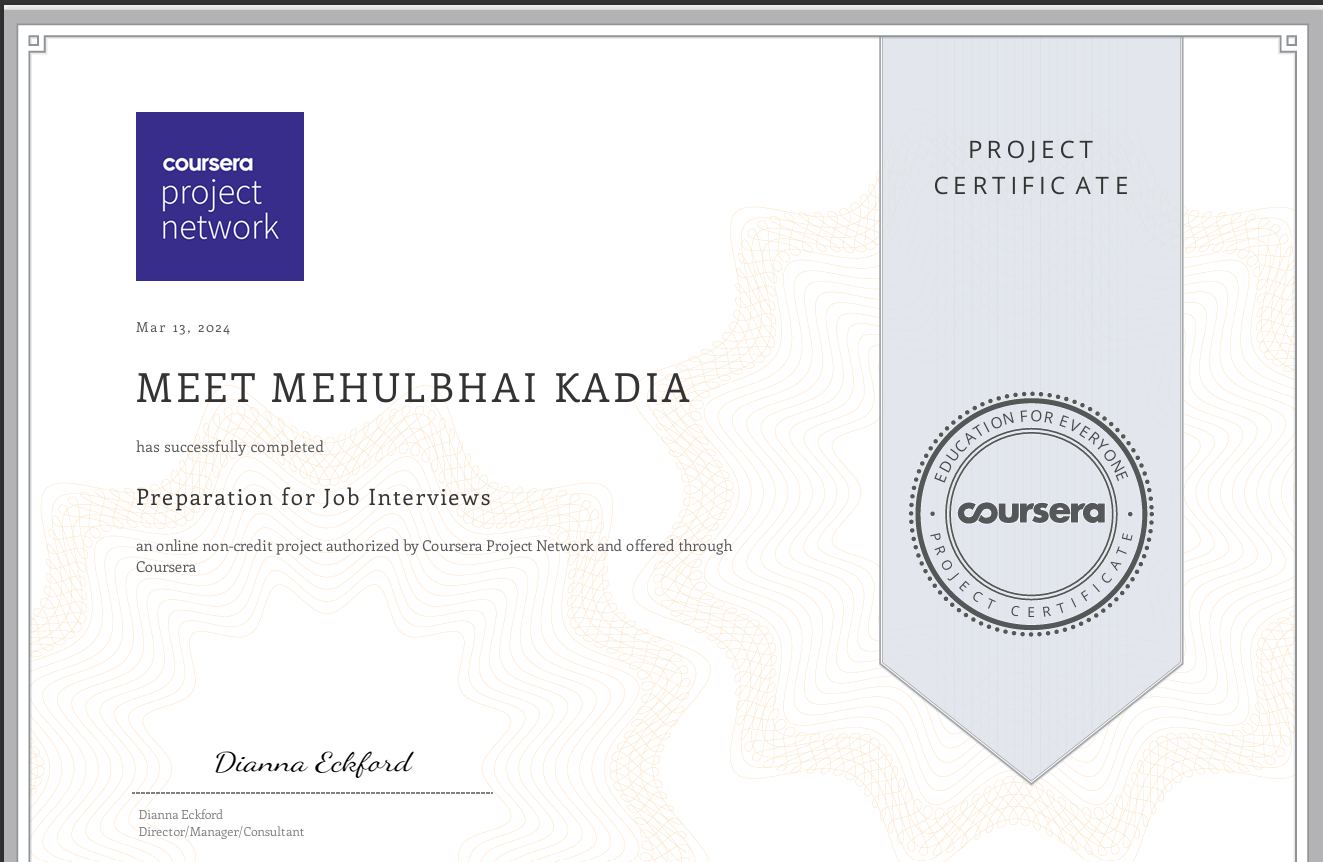 coursera
project
network
Mar 13, 2024
MEET MEHULBHAI KADIA
has successfully completed
Preparation for Job Interviews
an online non-credit project authorized by Coursera Project Network and offered through
Coursera
Dianna Eckford
Dianna Eckford
Director/Manager/Consultant
PROJECT
CERTIFICATE
EDUCATION FOR EVERYONE
coursera
PROJECT CERTIFICATE